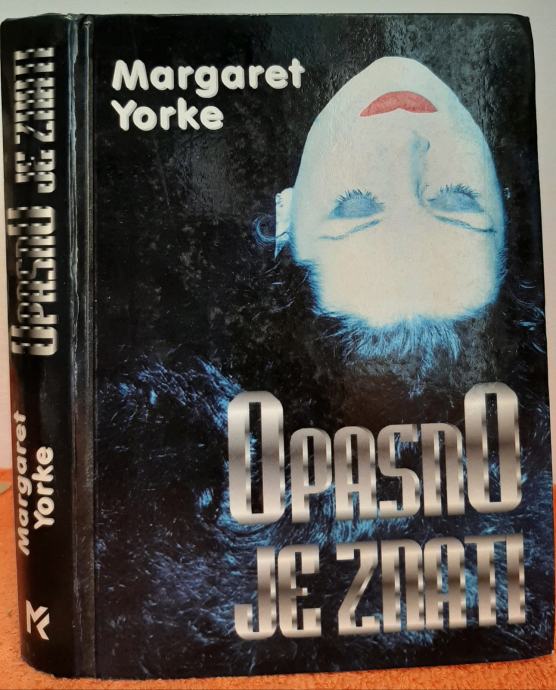 Margaret
Yorke
OPASNO
JE ZNATI
Margaret
Yorke
OPASNO JE ZNATI